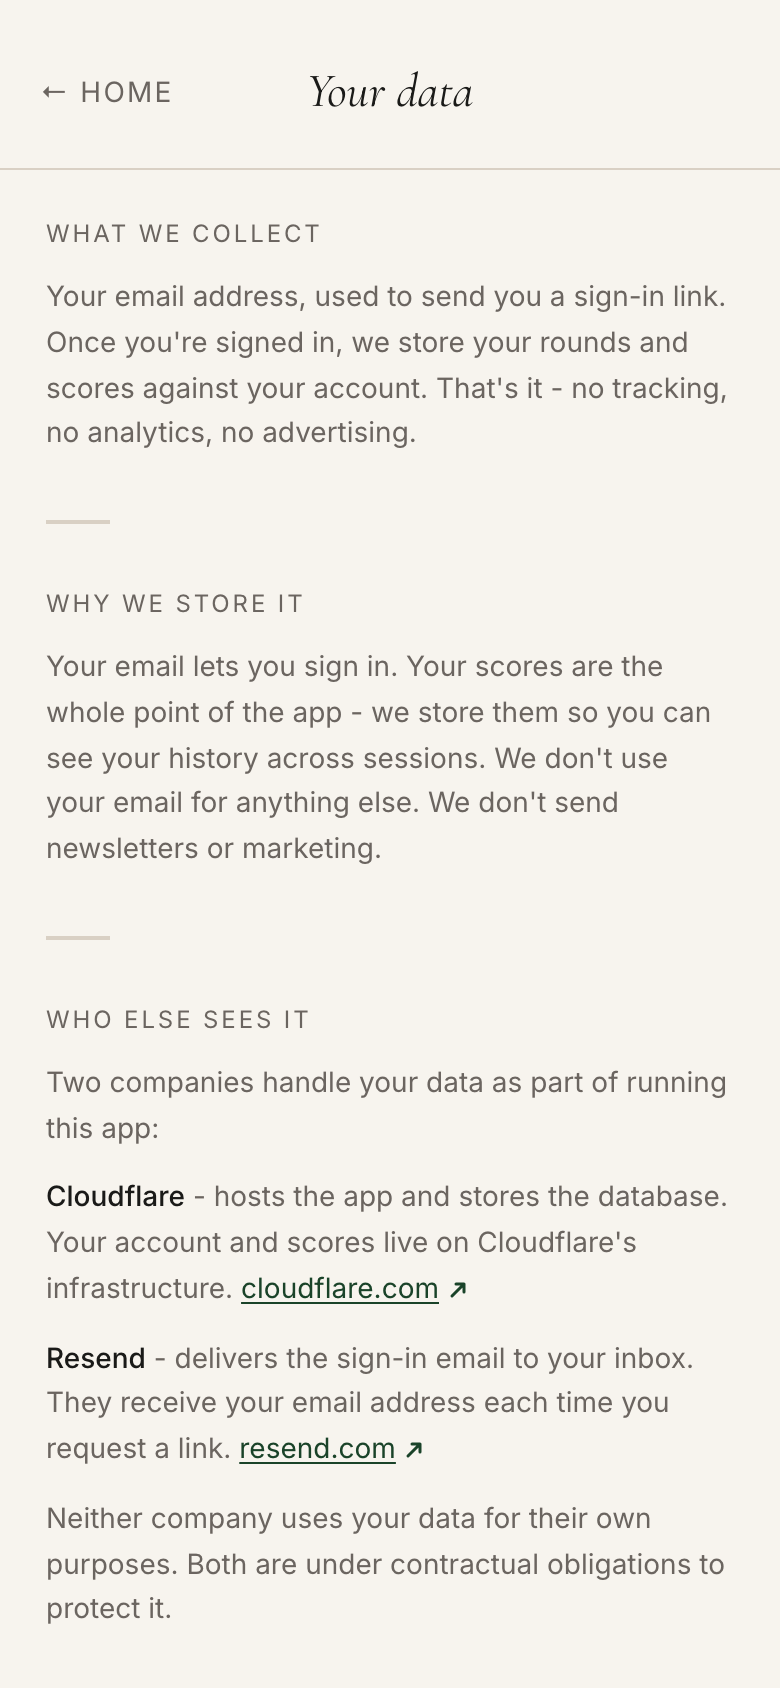 ← HOME
Your data
WHAT WE COLLECT
Your email address, used to send you a sign-in link.
Once you're signed in, we store your rounds and
scores against your account. That's it - no tracking,
no analytics, no advertising.
WHY WE STORE IT
Your email lets you sign in. Your scores are the
whole point of the app - we store them so you can
see your history across sessions. We don't use
your email for anything else. We don't send
newsletters or marketing.
WHO ELSE SEES IT
Two companies handle your data as part of running
this app:
Cloudflare - hosts the app and stores the database.
Your account and scores live on Cloudflare's
infrastructure. cloudflare.com ↗
Resend - delivers the sign-in email to your inbox.
They receive your email address each time you
request a link. resend.com ↗
Neither company uses your data for their own
purposes. Both are under contractual obligations to
protect it.